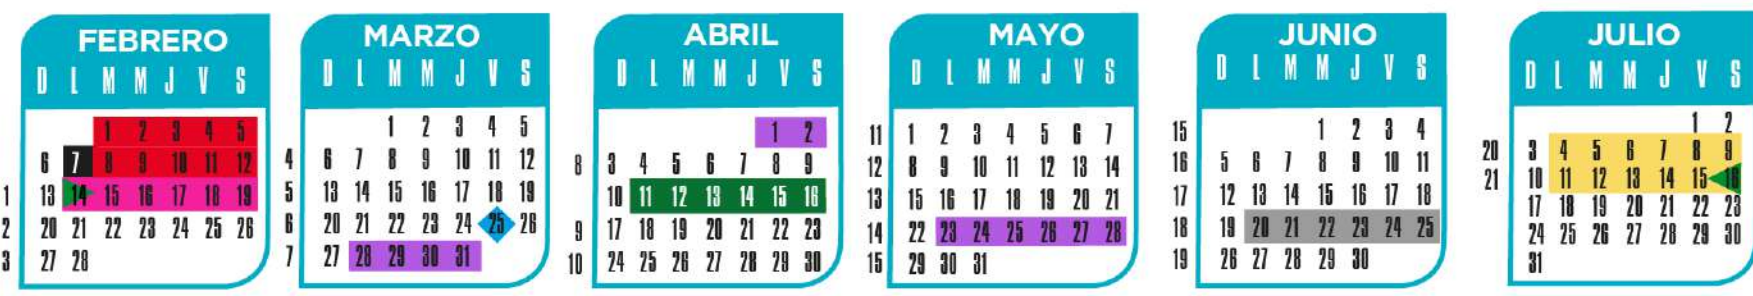 FEBRERO
D L M M J V S
1 2 3 4 5
6 7 8 9 10 11 12
1 13 14 15 16 17 18 19
2 20 21 22 23 24 25 26
3 27 28
MARZO
D L M M J V S
1 2 3 4 5
4 6 7 8 9 10 11 12
5 13 14 15 16 17 18 19
6 20 21 22 23 24 25 26
7 27 28 29 30 31
ABRIL
D L M M J V S
1 2
8 3 4 5 6 7 8 9
10 11 12 13 14 15 16
9 17 18 19 20 21 22 23
10 24 25 26 27 28 29 30
MAYO
D L M M J V S
11 1 2 3 4 5 6 7
12 8 9 10 11 12 13 14
13 15 16 17 18 19 20 21
14 22 23 24 25 26 27 28
15 29 30 31
JUNIO
D L M M J V S
15 1 2 3 4
16 5 6 7 8 9 10 11
17 12 13 14 15 16 17 18
18 19 20 21 22 23 24 25
19 26 27 28 29 30
JULIO
D L M M J V S
1 2
20 3 4 5 6 7 8 9
21 10 11 12 13 14 15 16
17 18 19 20 21 22 23
24 25 26 27 28 29 30
31